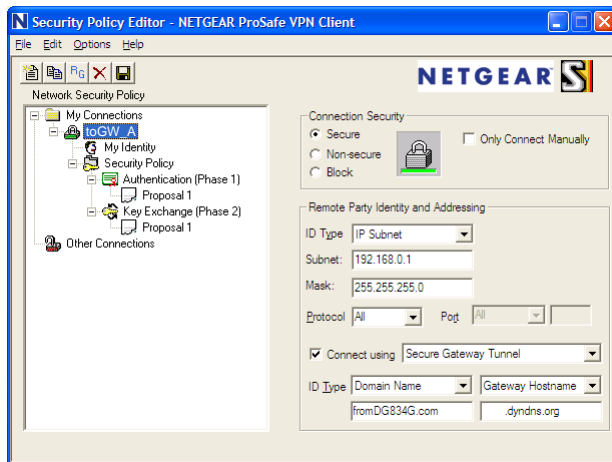 Security Policy Editor - NETGEAR ProSafe VPN Client
File Edit Options Help
NETGEAR
Network Security Policy
My Connections
toGW_A
My Identity
Security Policy
Authentication (Phase 1)
Proposal 1
Key Exchange (Phase 2)
Proposal 1
Other Connections
Connection Security
Secure
Non-secure
Block
Only Connect Manually
Remote Party Identity and Addressing
ID Type IP Subnet
Subnet: 192.168.0.1
Mask: 255.255.255.0
Protocol All Port All
Connect using Secure Gateway Tunnel
ID Type Domain Name Gateway Hostname
fromDG834G.com .dyndns.org